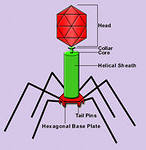 Head
Collar
Core
Helical Sheath
Tail Pins
Hexagonal Base Plate